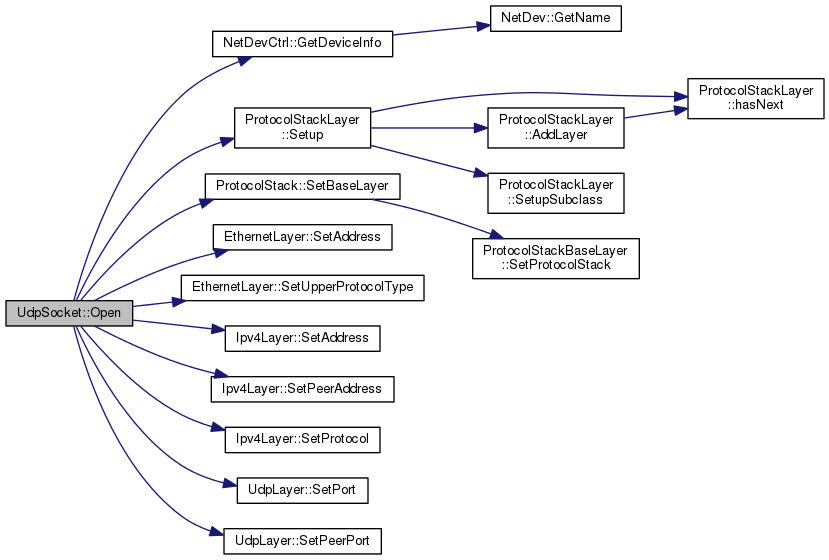 UdpSocket::Open
NetDevCtrl::GetDeviceInfo
NetDev::GetName
ProtocolStackLayer
::Setup
ProtocolStackLayer
::hasNext
ProtocolStackLayer
::AddLayer
ProtocolStackLayer
::SetupSubclass
ProtocolStack::SetBaseLayer
ProtocolStackBaseLayer
::SetProtocolStack
EthernetLayer::SetAddress
EthernetLayer::SetUpperProtocolType
Ipv4Layer::SetAddress
Ipv4Layer::SetPeerAddress
Ipv4Layer::SetProtocol
UdpLayer::SetPort
UdpLayer::SetPeerPort